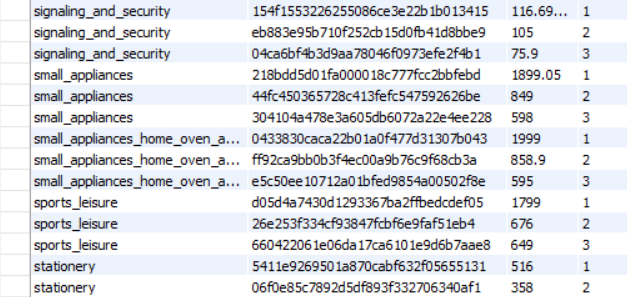 signaling_and_security 154f1553226255086ce3e22b1b013415 116.69... 1
signaling_and_security eb883e95b710f252cb15d0fb41d8bbe9 105 2
signaling_and_security 04ca6bf4b3d9aa78046f0973efe2f4b1 75.9 3
small_appliances 218bdd5d01fa000018c777fcc2bbfebd 1899.05 1
small_appliances 44fc450365728c413fefc547592626be 849 2
small_appliances 304104a478e3a605db6072a22e4ee228 598 3
small_appliances_home_oven_a... 0433830caca22b01a0f477d31307b043 1999 1
small_appliances_home_oven_a... ff92ca9bb0b3f4ec00a9b76c9f68cb3a 858.9 2
small_appliances_home_oven_a... e5c50ee10712a01bfed9854a00502f8e 595 3
sports_leisure d05d4a7430d1293367ba2ffbedcdef05 1799 1
sports_leisure 26e253f334cf93847fcbf6e9faf51eb4 676 2
sports_leisure 660422061e06da17ca6101e9d6b7aae8 649 3
stationery 5411e9269501a870cabf632f05655131 516 1
stationery 06f0e85c7892d5df893f332706340af1 358 2